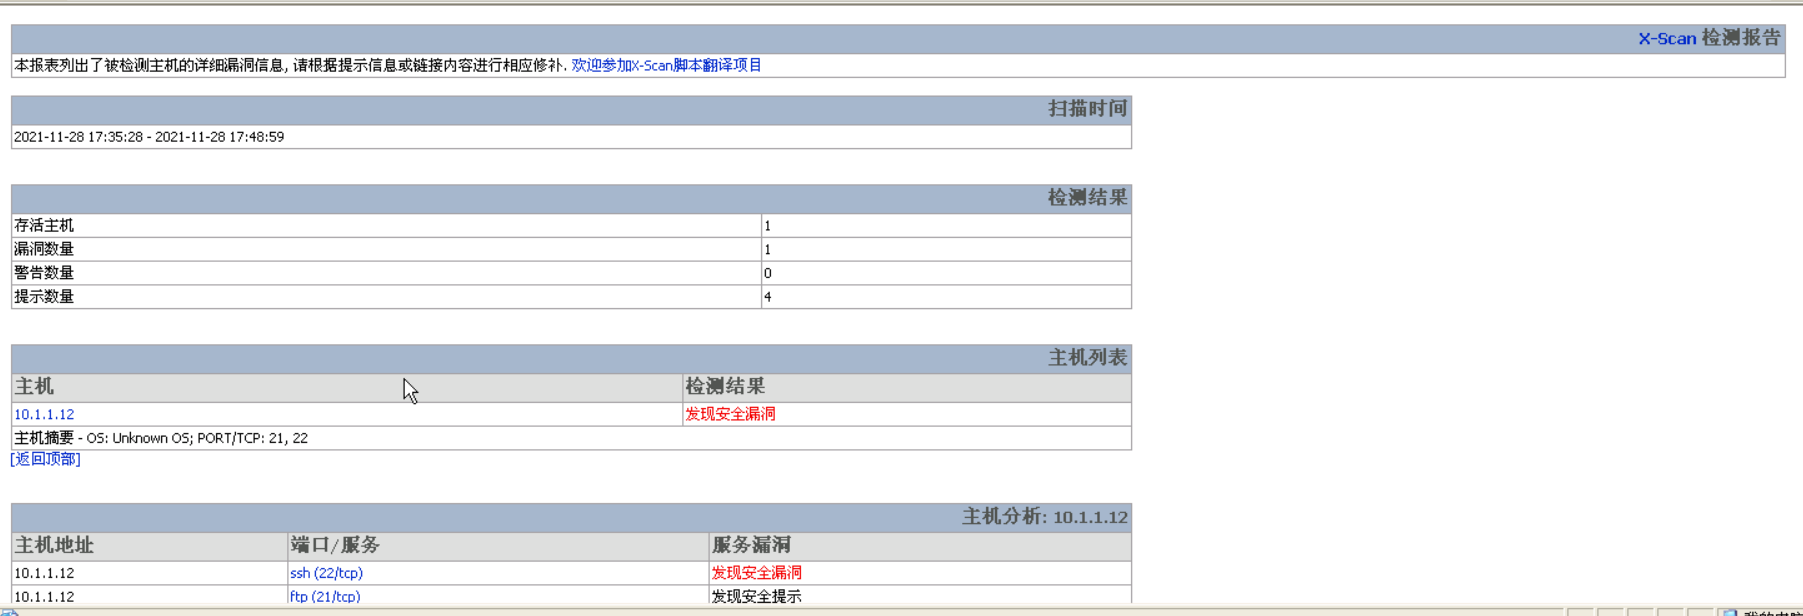 X-Scan 检测报告
本报表列出了被检测主机的详细漏洞信息, 请根据提示信息或链接内容进行相应修补. 欢迎参加X-Scan脚本翻译项目
扫描时间
2021-11-28 17:35:28 - 2021-11-28 17:48:59
检测结果
存活主机 1
漏洞数量 1
警告数量 0
提示数量 4
主机列表
主机 检测结果
10.1.1.12 发现安全漏洞
主机摘要 - OS: Unknown OS; PORT/TCP: 21, 22
[返回顶部]
主机分析: 10.1.1.12
主机地址 端口/服务 服务漏洞
10.1.1.12 ssh (22/tcp) 发现安全漏洞
10.1.1.12 ftp (21/tcp) 发现安全提示